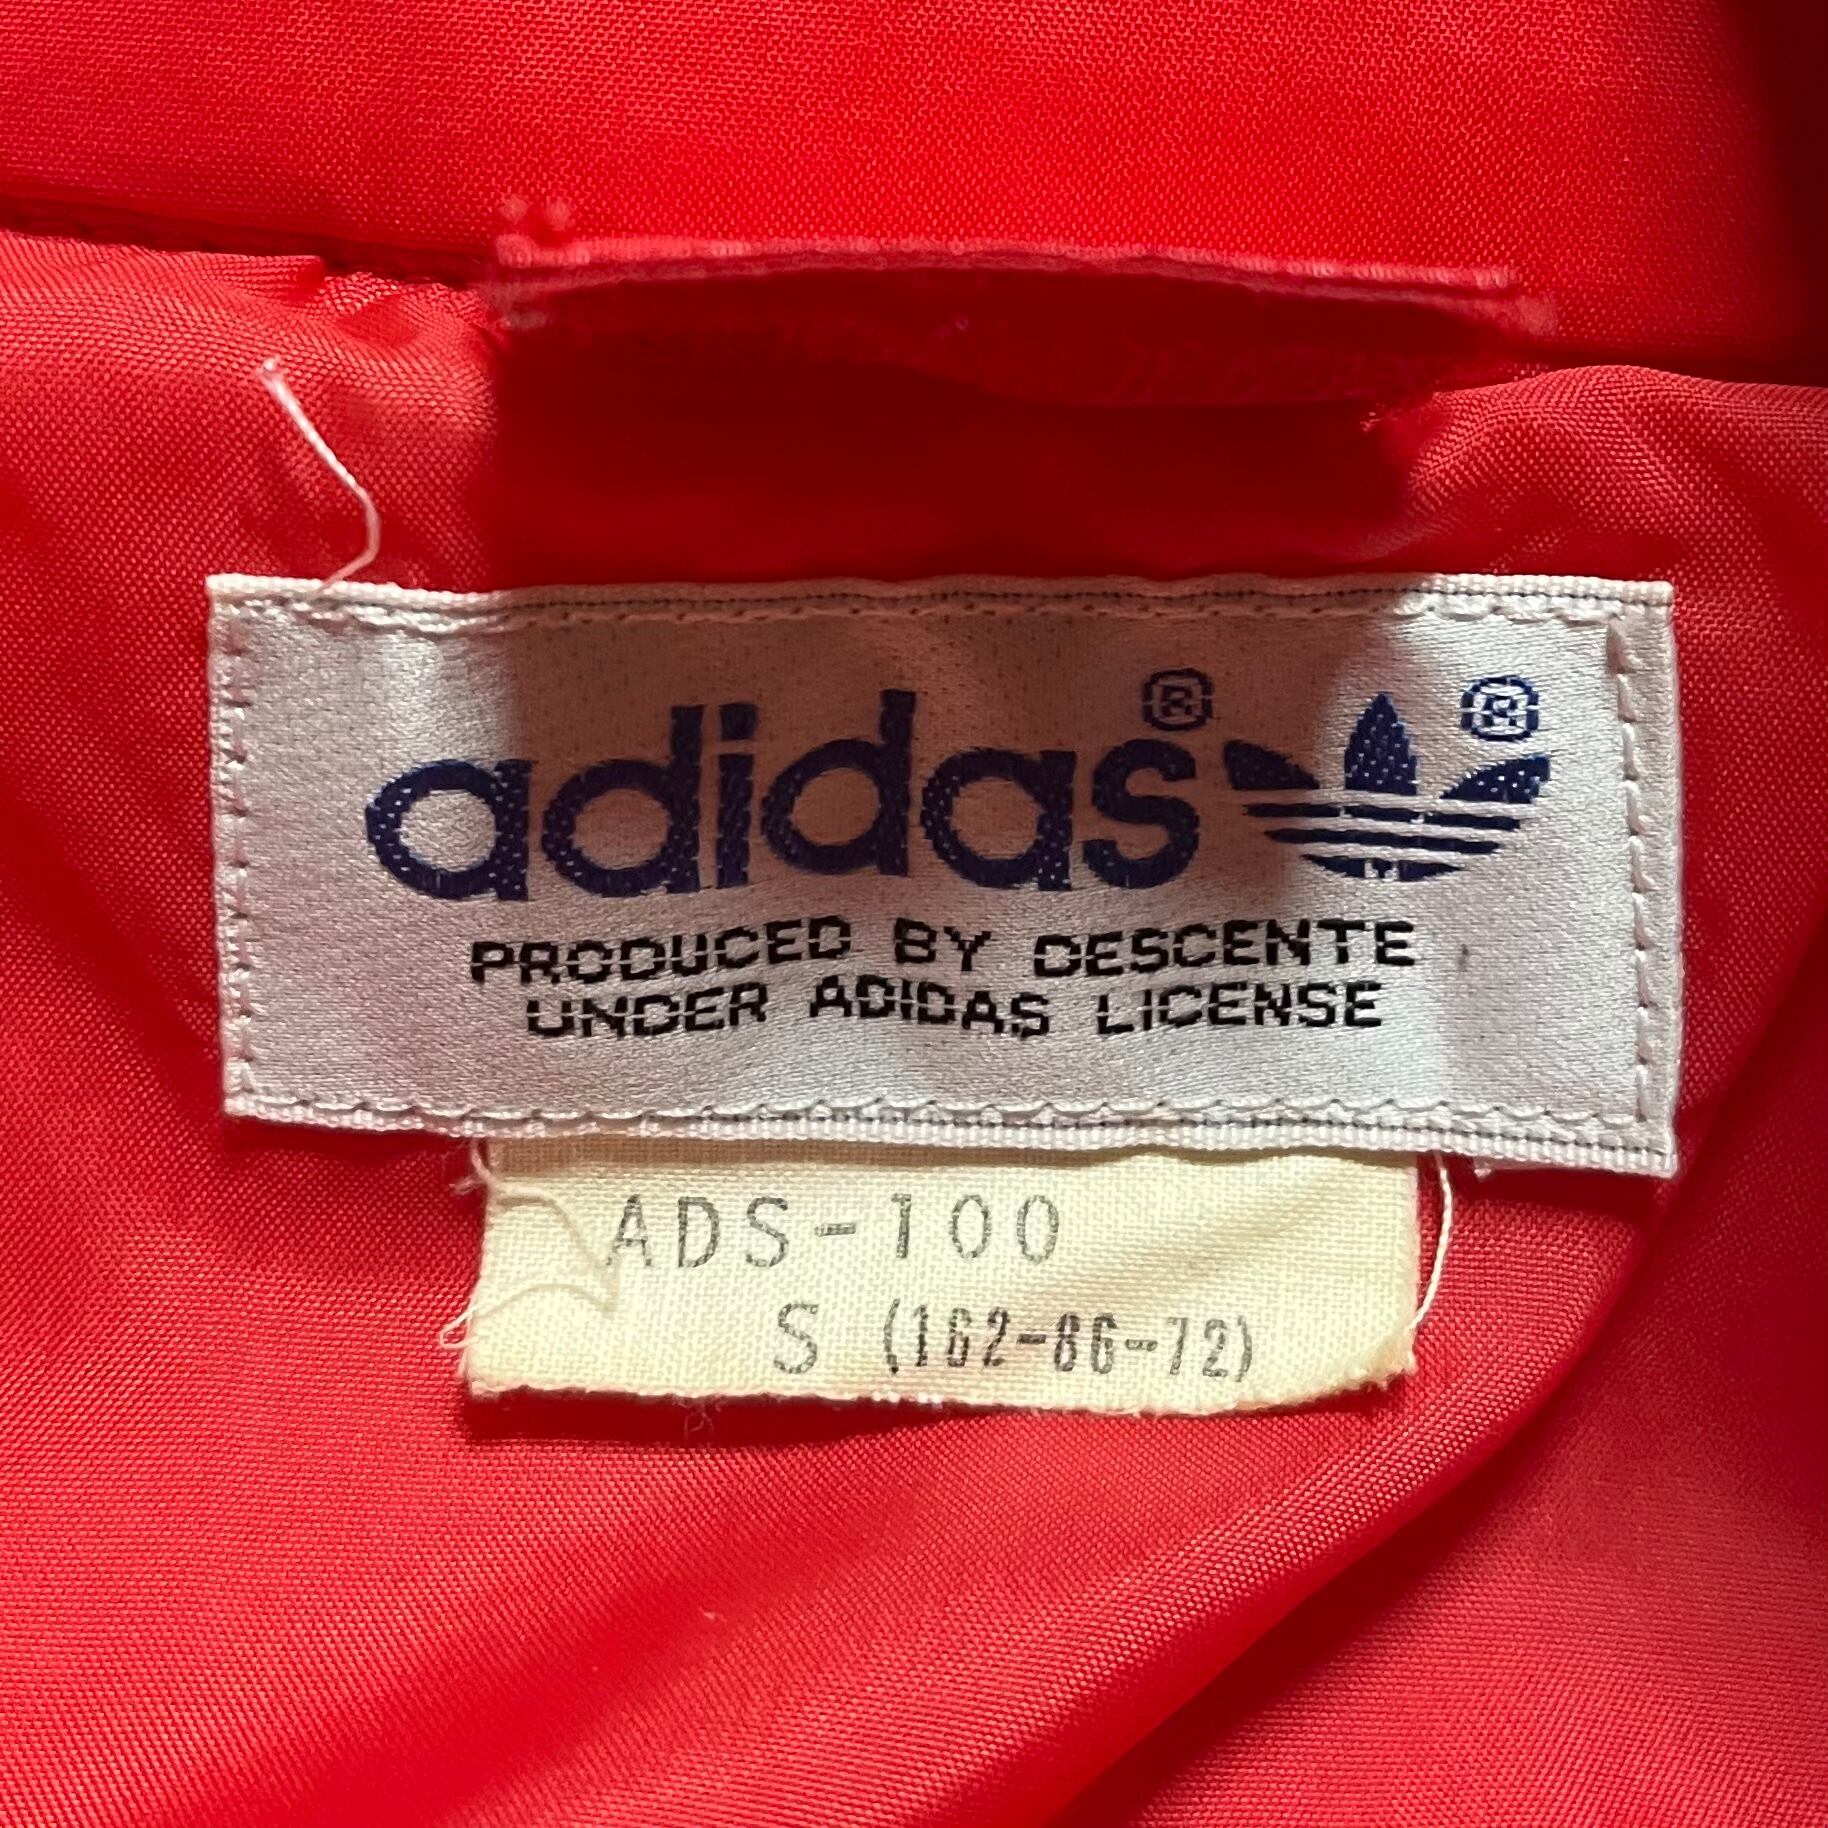 adidas® ®
PRODUCED BY DESCENTE
UNDER ADIDAS LICENSE
ADS-100
S (162-86-72)